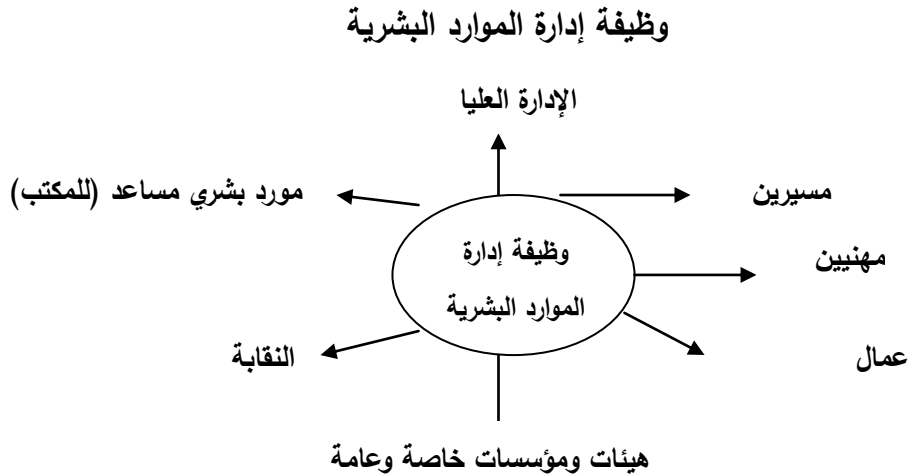 وظيفة إدارة الموارد البشرية
الإدارة العليا
مسيرين
مورد بشري مساعد (للمكتب)
وظيفة إدارة
الموارد البشرية
مهنيين
عمال
النقابة
هيئات ومؤسسات خاصة وعامة